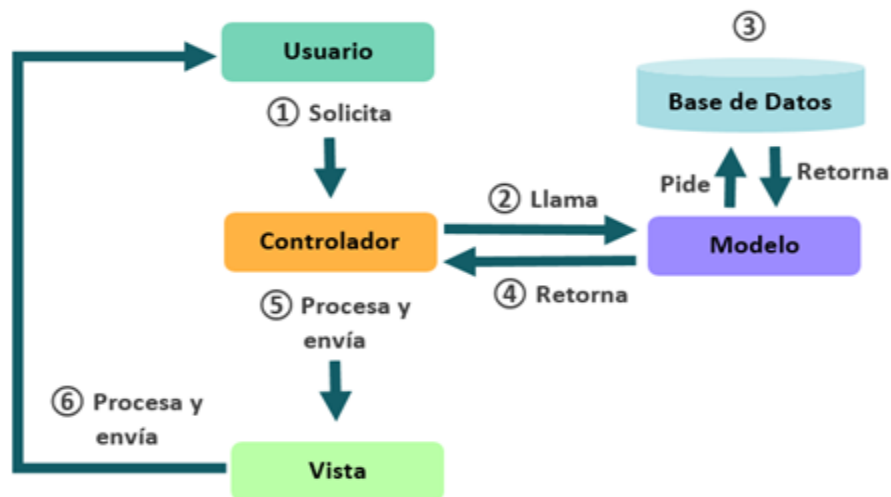 Usuario
① Solicita
Controlador
② Llama
③
Base de Datos
Pide
Retorna
Modelo
④ Retorna
⑤ Procesa y
envía
Vista
⑥ Procesa y
envía